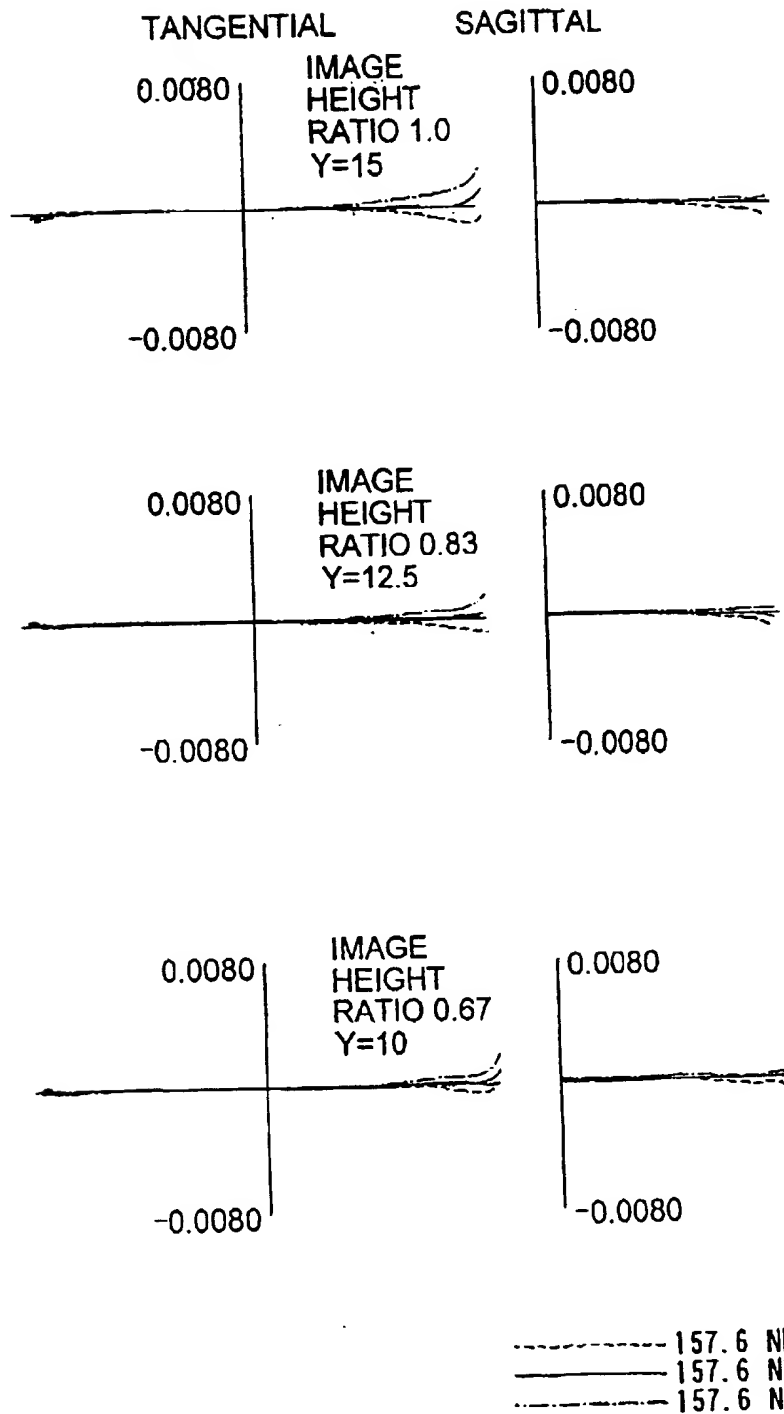 TANGENTIAL SAGITTAL
IMAGE
HEIGHT
RATIO 1.0
Y=15
0.0080
-0.0080
0.0080
-0.0080
IMAGE
HEIGHT
RATIO 0.83
Y=12.5
0.0080
-0.0080
0.0080
-0.0080
IMAGE
HEIGHT
RATIO 0.67
Y=10
0.0080
-0.0080
0.0080
-0.0080
157.6
157.6
157.6